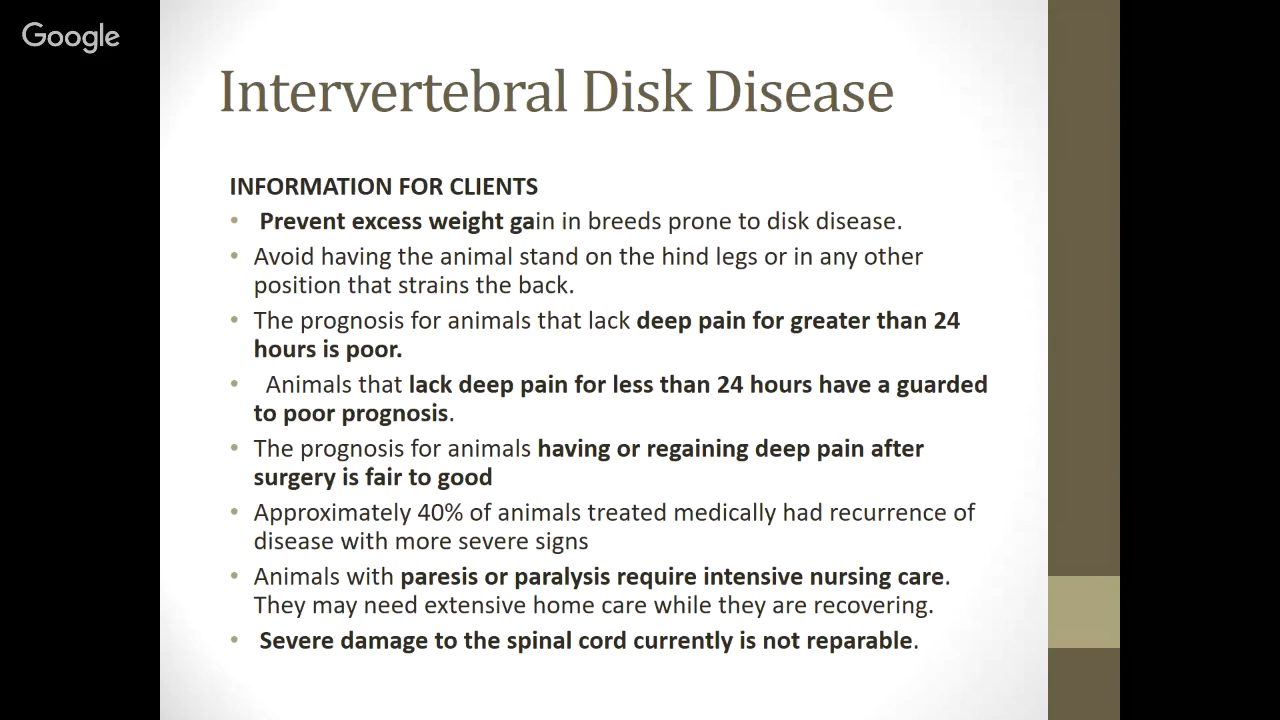 Google
Intervertebral Disk Disease
INFORMATION FOR CLIENTS
• Prevent excess weight gain in breeds prone to disk disease.
• Avoid having the animal stand on the hind legs or in any other
position that strains the back.
• The prognosis for animals that lack deep pain for greater than 24
hours is poor.
• Animals that lack deep pain for less than 24 hours have a guarded
to poor prognosis.
• The prognosis for animals having or regaining deep pain after
surgery is fair to good
• Approximately 40% of animals treated medically had recurrence of
disease with more severe signs
• Animals with paresis or paralysis require intensive nursing care.
They may need extensive home care while they are recovering.
• Severe damage to the spinal cord currently is not reparable.